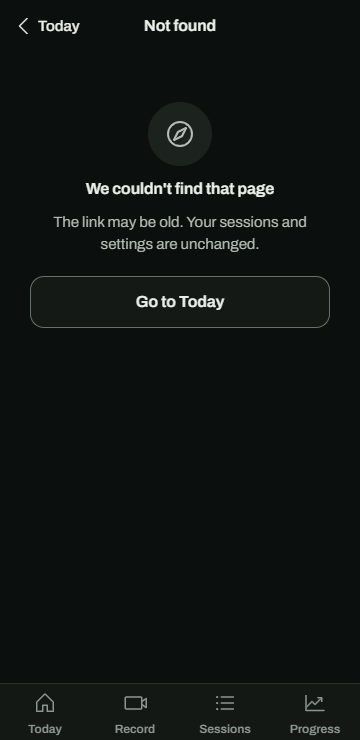 Today
Not found
We couldn't find that page
The link may be old. Your sessions and
settings are unchanged.
Go to Today
Today
Record
Sessions
Progress